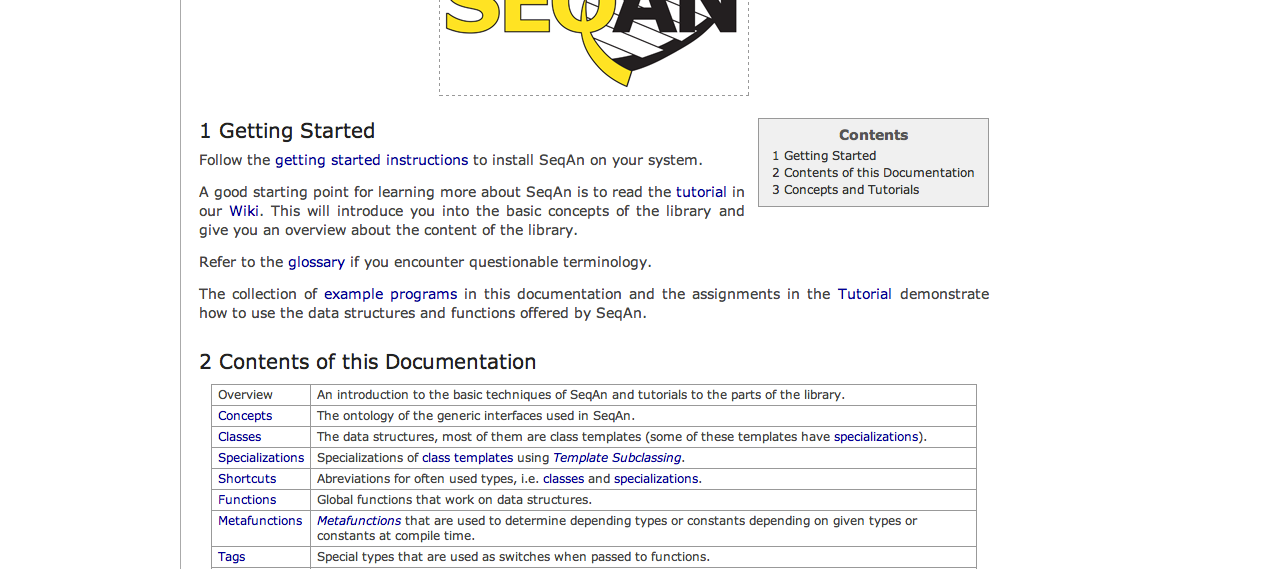 SEQAN
1 Getting Started
Follow the getting started instructions to install SeqAn on your system.
A good starting point for learning more about SeqAn is to read the tutorial in
our Wiki. This will introduce you into the basic concepts of the library and
give you an overview about the content of the library.
Refer to the glossary if you encounter questionable terminology.
The collection of example programs in this documentation and the assignments in the Tutorial demonstrate
how to use the data structures and functions offered by SeqAn.
Contents
1 Getting Started
2 Contents of this Documentation
3 Concepts and Tutorials
2 Contents of this Documentation
Overview An introduction to the basic techniques of SeqAn and tutorials to the parts of the library.
Concepts The ontology of the generic interfaces used in SeqAn.
Classes The data structures, most of them are class templates (some of these templates have specializations).
Specializations Specializations of class templates using Template Subclassing.
Shortcuts Abreviations for often used types, i.e. classes and specializations.
Functions Global functions that work on data structures.
Metafunctions Metafunctions that are used to determine depending types or constants depending on given types or
constants at compile time.
Tags Special types that are used as switches when passed to functions.